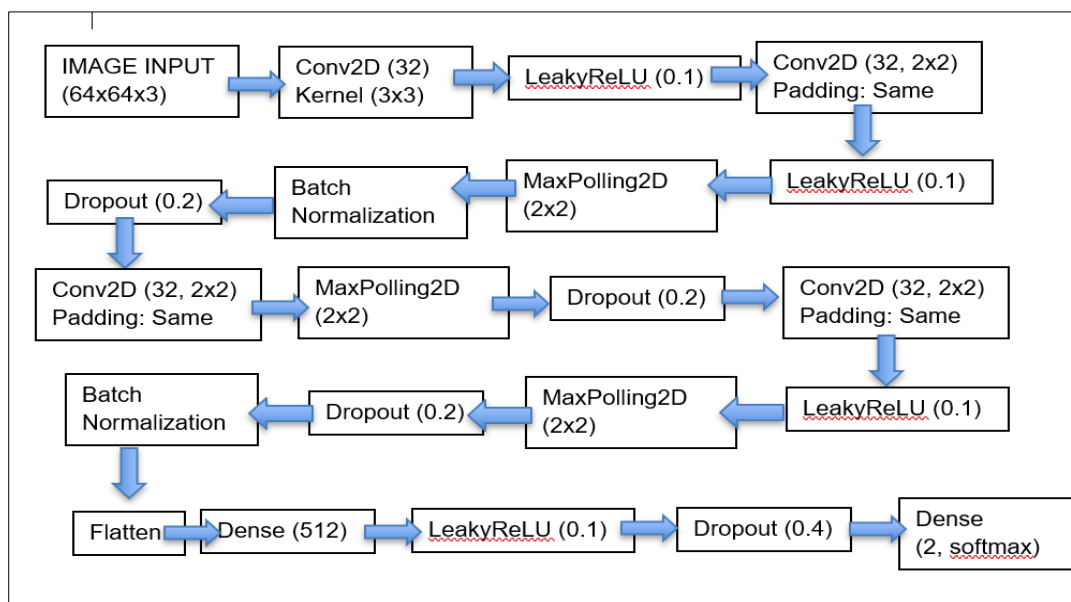 IMAGE INPUT
(64x64x3)
Conv2D (32)
Kernel (3x3)
LeakyReLU (0.1)
Conv2D (32, 2x2)
Padding: Same
LeakyReLU (0.1)
MaxPolling2D
(2x2)
Batch
Normalization
Dropout (0.2)
Conv2D (32, 2x2)
Padding: Same
MaxPolling2D
(2x2)
Dropout (0.2)
Conv2D (32, 2x2)
Padding: Same
LeakyReLU (0.1)
MaxPolling2D
(2x2)
Dropout (0.2)
Batch
Normalization
Flatten
Dense (512)
LeakyReLU (0.1)
Dropout (0.4)
Dense
(2, softmax)